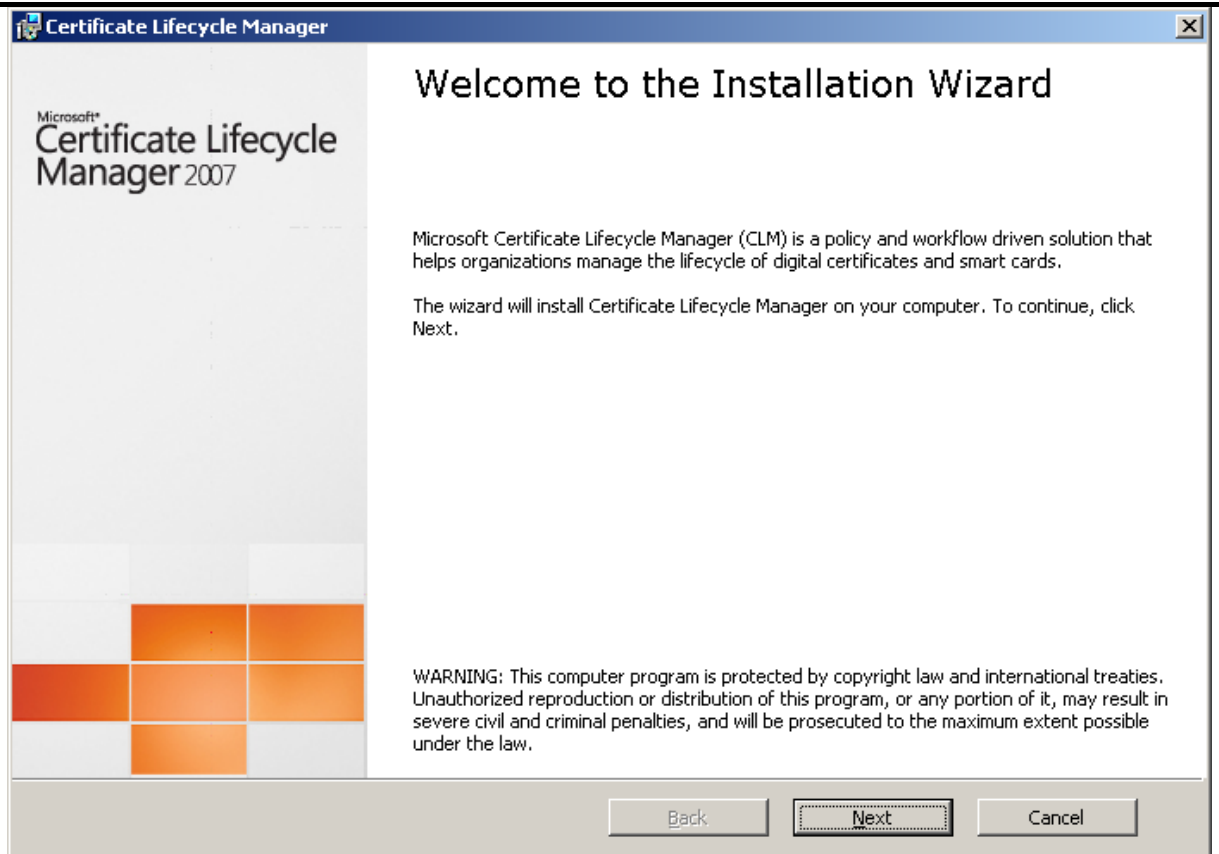 Certificate Lifecycle Manager
Welcome to the Installation Wizard
Microsoft®
Certificate Lifecycle
Manager 2007
Microsoft Certificate Lifecycle Manager (CLM) is a policy and workflow driven solution that
helps organizations manage the lifecycle of digital certificates and smart cards.
The wizard will install Certificate Lifecycle Manager on your computer. To continue, click
Next.
WARNING: This computer program is protected by copyright law and international treaties.
Unauthorized reproduction or distribution of this program, or any portion of it, may result in
severe civil and criminal penalties, and will be prosecuted to the maximum extent possible
under the law.
Back
Next
Cancel